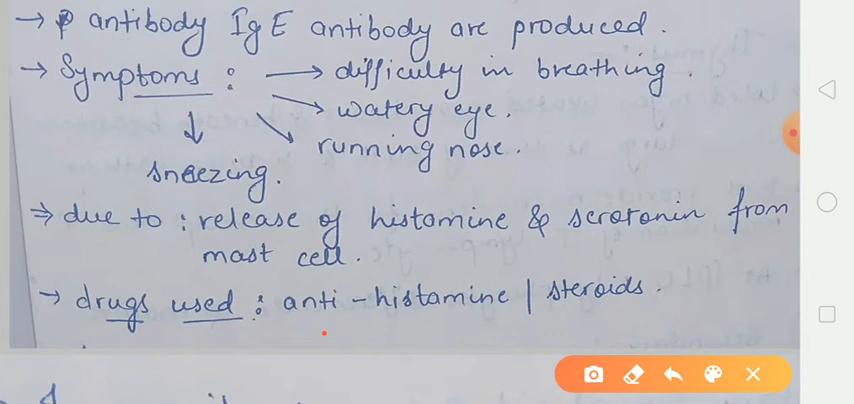 → antibody IgE antibody are produced.
→ Symptoms : → difficulty in breathing.
→ watery eye.
↓ ↘ running nose.
sneezing.
⇒ due to : release of histamine & serotonin from
mast cell.
→ drugs used : anti-histamine | steroids.